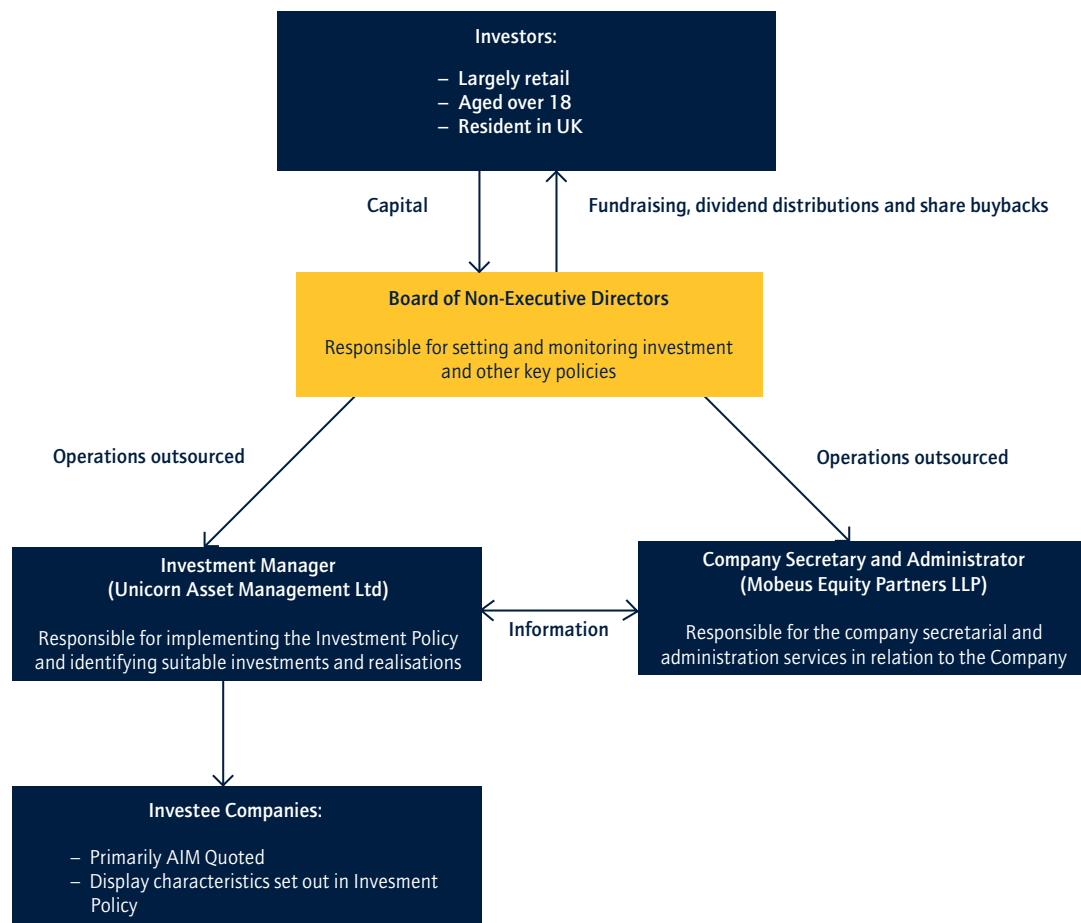 Investors:
– Largely retail
– Aged over 18
– Resident in UK
Capital
Fundraising, dividend distributions and share buybacks
Board of Non-Executive Directors
Responsible for setting and monitoring investment
and other key policies
Operations outsourced
Operations outsourced
Investment Manager
(Unicorn Asset Management Ltd)
Responsible for implementing the Investment Policy
and identifying suitable investments and realisations
Information
Company Secretary and Administrator
(Mobeus Equity Partners LLP)
Responsible for the company secretarial and
administration services in relation to the Company
Investee Companies:
– Primarily AIM Quoted
– Display characteristics set out in Invesment
Policy